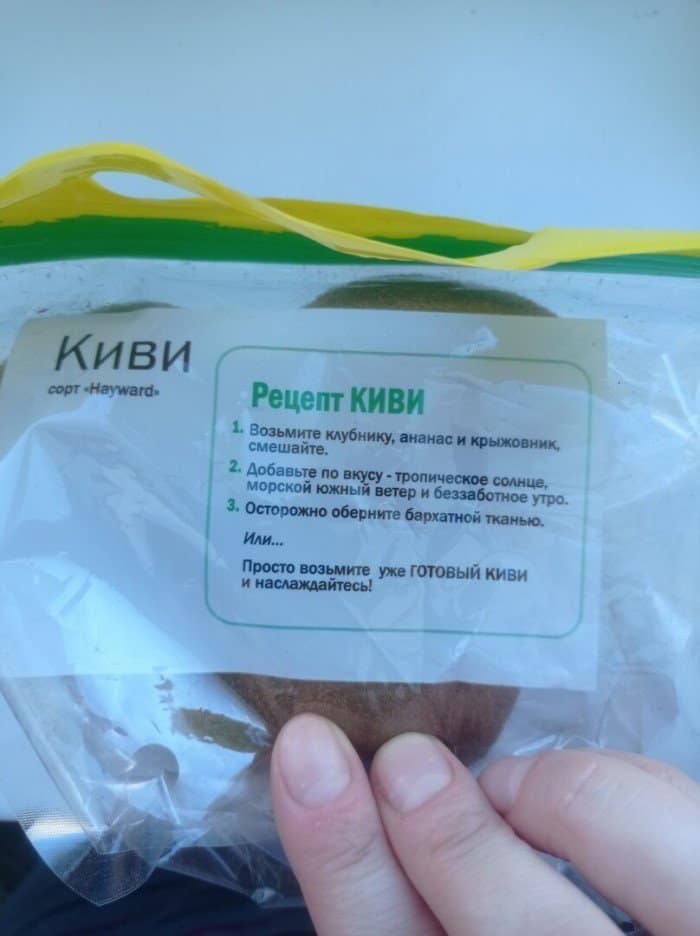 Киви
сорт «Hayward»
Рецепт КИВИ
1. Возьмите клубнику, ананас и крыжовник,
смешайте.
2. Добавьте по вкусу - тропическое солнце,
морской южный ветер и беззаботное утро.
3. Осторожно оберните бархатной тканью.
Или...
Просто возьмите уже ГОТОВЫЙ КИВИ
и наслаждайтесь!